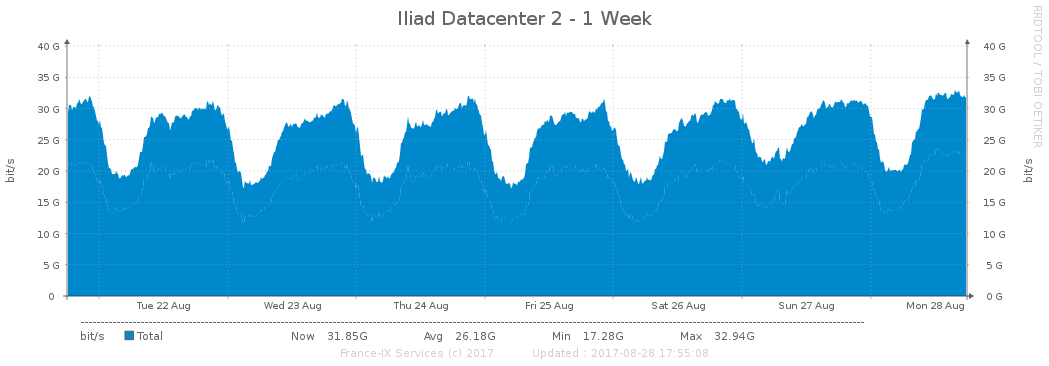 Iliad Datacenter 2 - 1 Week
RRDTOOL / TOBI OETIKER
bit/s
40 G 40 G
35 G 35 G
30 G 30 G
25 G 25 G
20 G 20 G
15 G 15 G
10 G 10 G
5 G 5 G
0 0 G
bit/s
Tue 22 Aug Wed 23 Aug Thu 24 Aug Fri 25 Aug Sat 26 Aug Sun 27 Aug Mon 28 Aug
bit/s Total Now 31.85G Avg 26.18G Min 17.28G Max 32.94G
France-IX Services (c) 2017 Updated : 2017-08-28 17:55:08